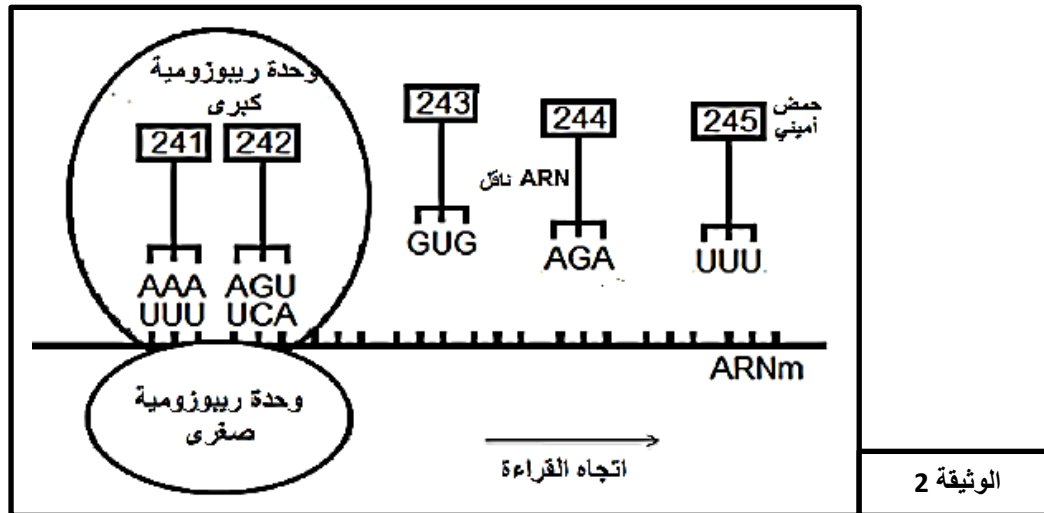 وحدة ريبوزومية
كبرى
241 242 243 244 245
حمض
أميني
ARN ناقل
GUG AGA UUU
AAA AGU
UUU UCA
ARNm
وحدة ريبوزومية
صغرى
اتجاه القراءة
الوثيقة 2